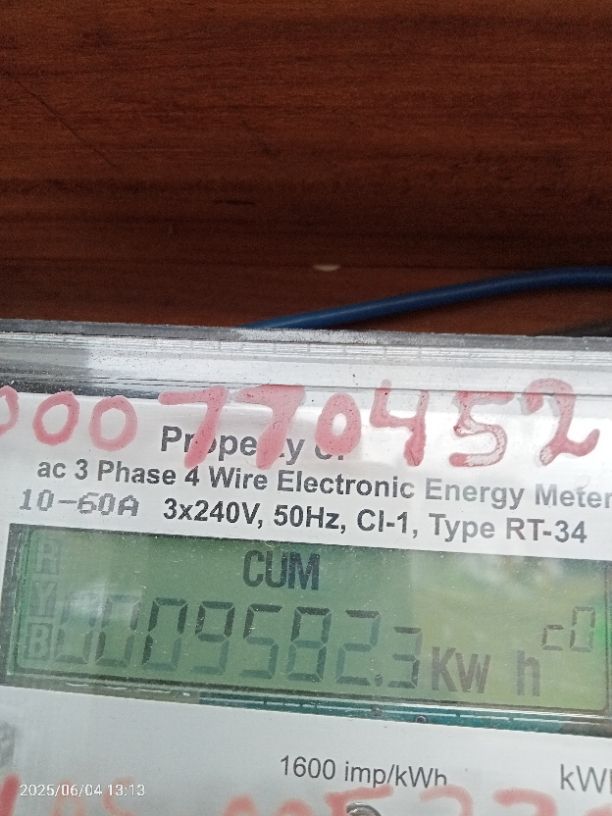 000770452
Property of
ac 3 Phase 4 Wire Electronic Energy Meter
10-60A 3x240V, 50Hz, Cl-1, Type RT-34
R
CUM
Y
B 0009582.3 Kw h c0
1600 imp/kWh
2025/06/04 13:13